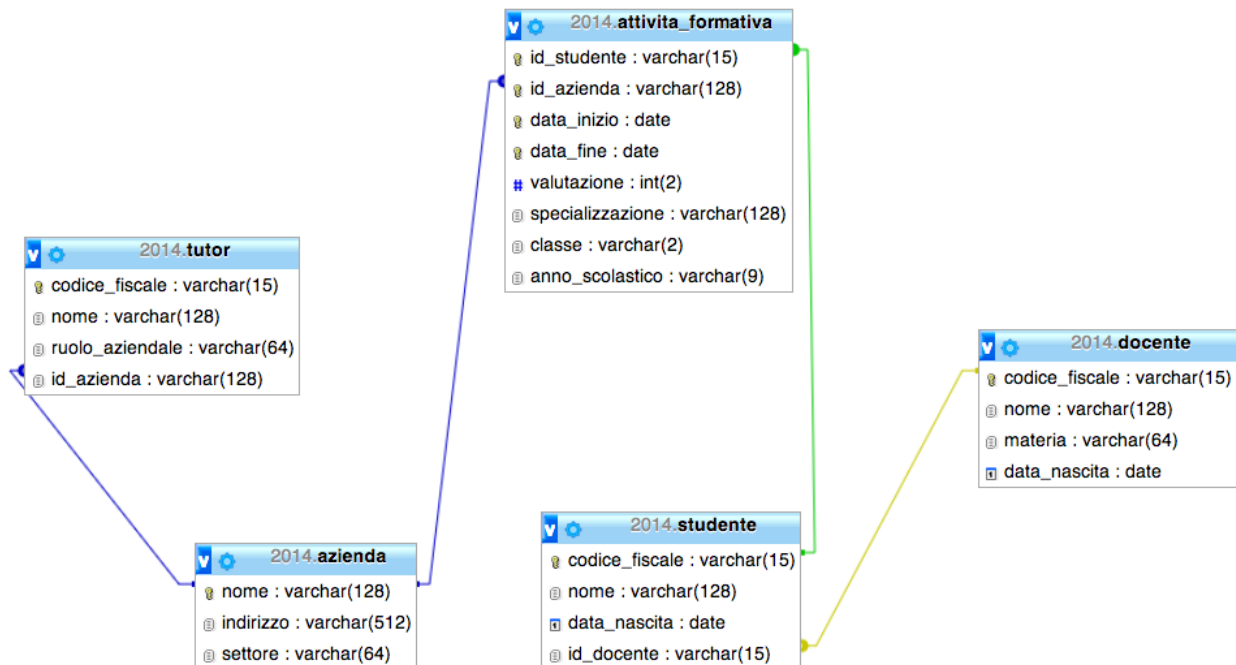 2014.attivita_formativa
id_studente : varchar(15)
id_azienda : varchar(128)
data_inizio : date
data_fine : date
# valutazione : int(2)
specializzazione : varchar(128)
classe : varchar(2)
anno_scolastico : varchar(9)
2014.tutor
codice_fiscale : varchar(15)
nome : varchar(128)
ruolo_aziendale : varchar(64)
id_azienda : varchar(128)
2014.docente
codice_fiscale : varchar(15)
nome : varchar(128)
materia : varchar(64)
data_nascita : date
2014.azienda
nome : varchar(128)
indirizzo : varchar(512)
settore : varchar(64)
2014.studente
codice_fiscale : varchar(15)
nome : varchar(128)
data_nascita : date
id_docente : varchar(15)